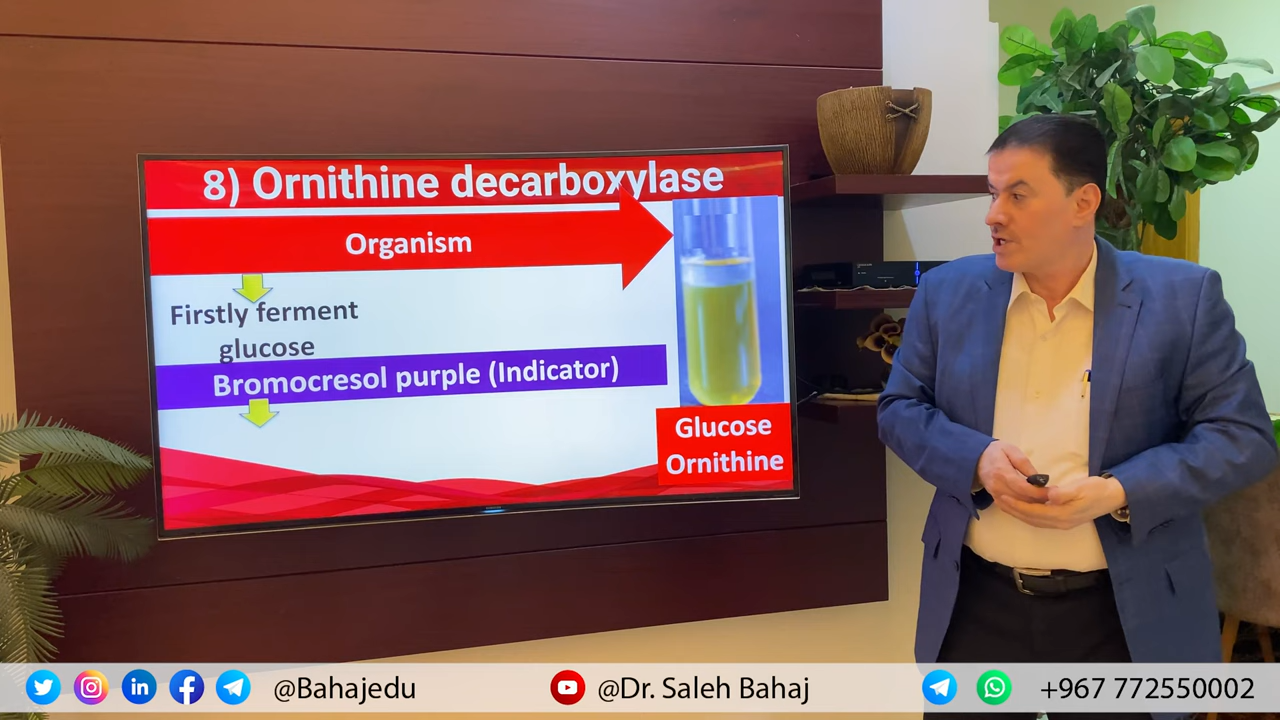 8) Ornithine decarboxylase
Organism
Firstly ferment
glucose
Bromocresol purple (Indicator)
Glucose
Ornithine
@Bahajedu
@Dr. Saleh Bahaj
+967 772550002